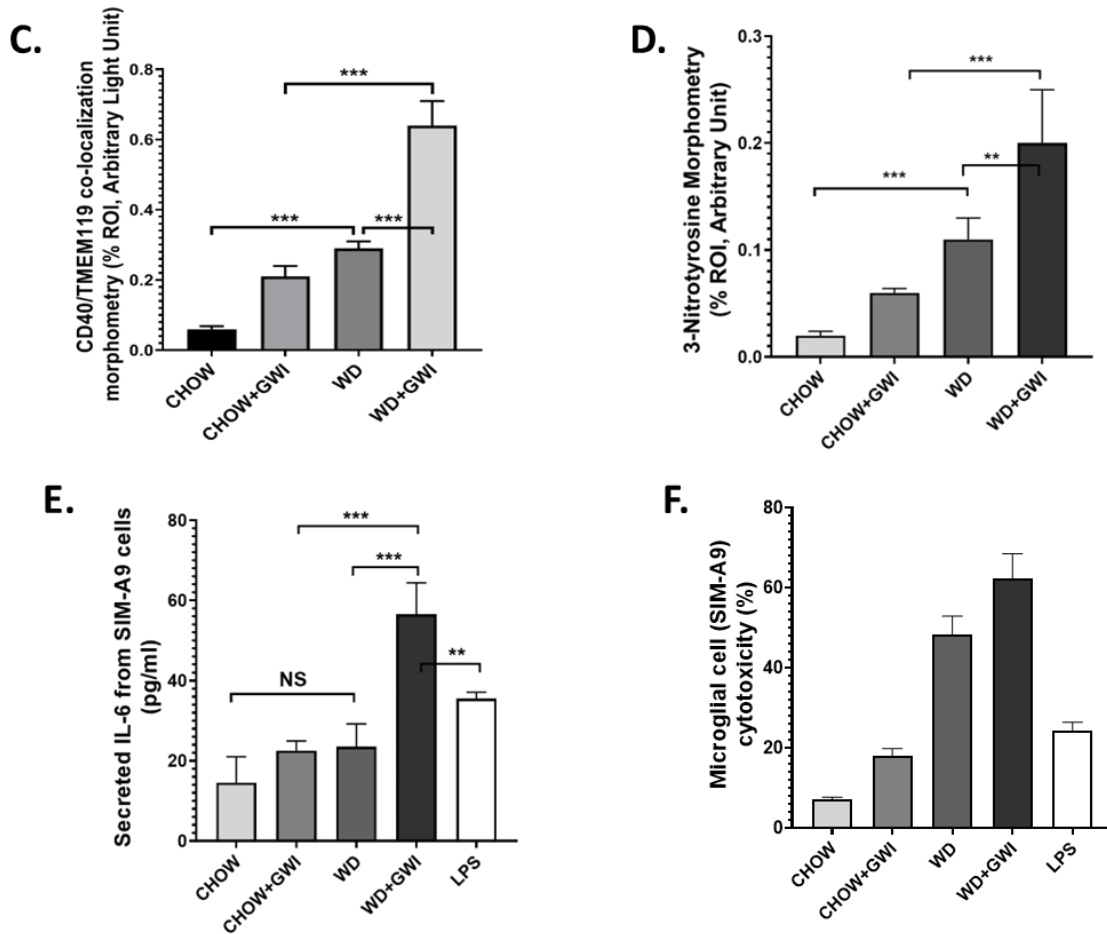 C.
CD40/TMEM119 co-localization
morphometry (% ROI, Arbitrary Light Unit)
0.8
0.6
0.4
0.2
0.0
***
***
***
CHOW
CHOW+GWI
WD
WD+GWI
D.
3-Nitrotyrosine Morphometry
(% ROI, Arbitrary Unit)
0.3
0.2
0.1
0.0
***
**
***
CHOW
CHOW+GWI
WD
WD+GWI
E.
Secreted IL-6 from SIM-A9 cells
(pg/ml)
80
60
40
20
0
***
***
**
NS
CHOW
CHOW+GWI
WD
WD+GWI
LPS
F.
Microglial cell (SIM-A9)
cytotoxicity (%)
80
60
40
20
0
CHOW
CHOW+GWI
WD
WD+GWI
LPS